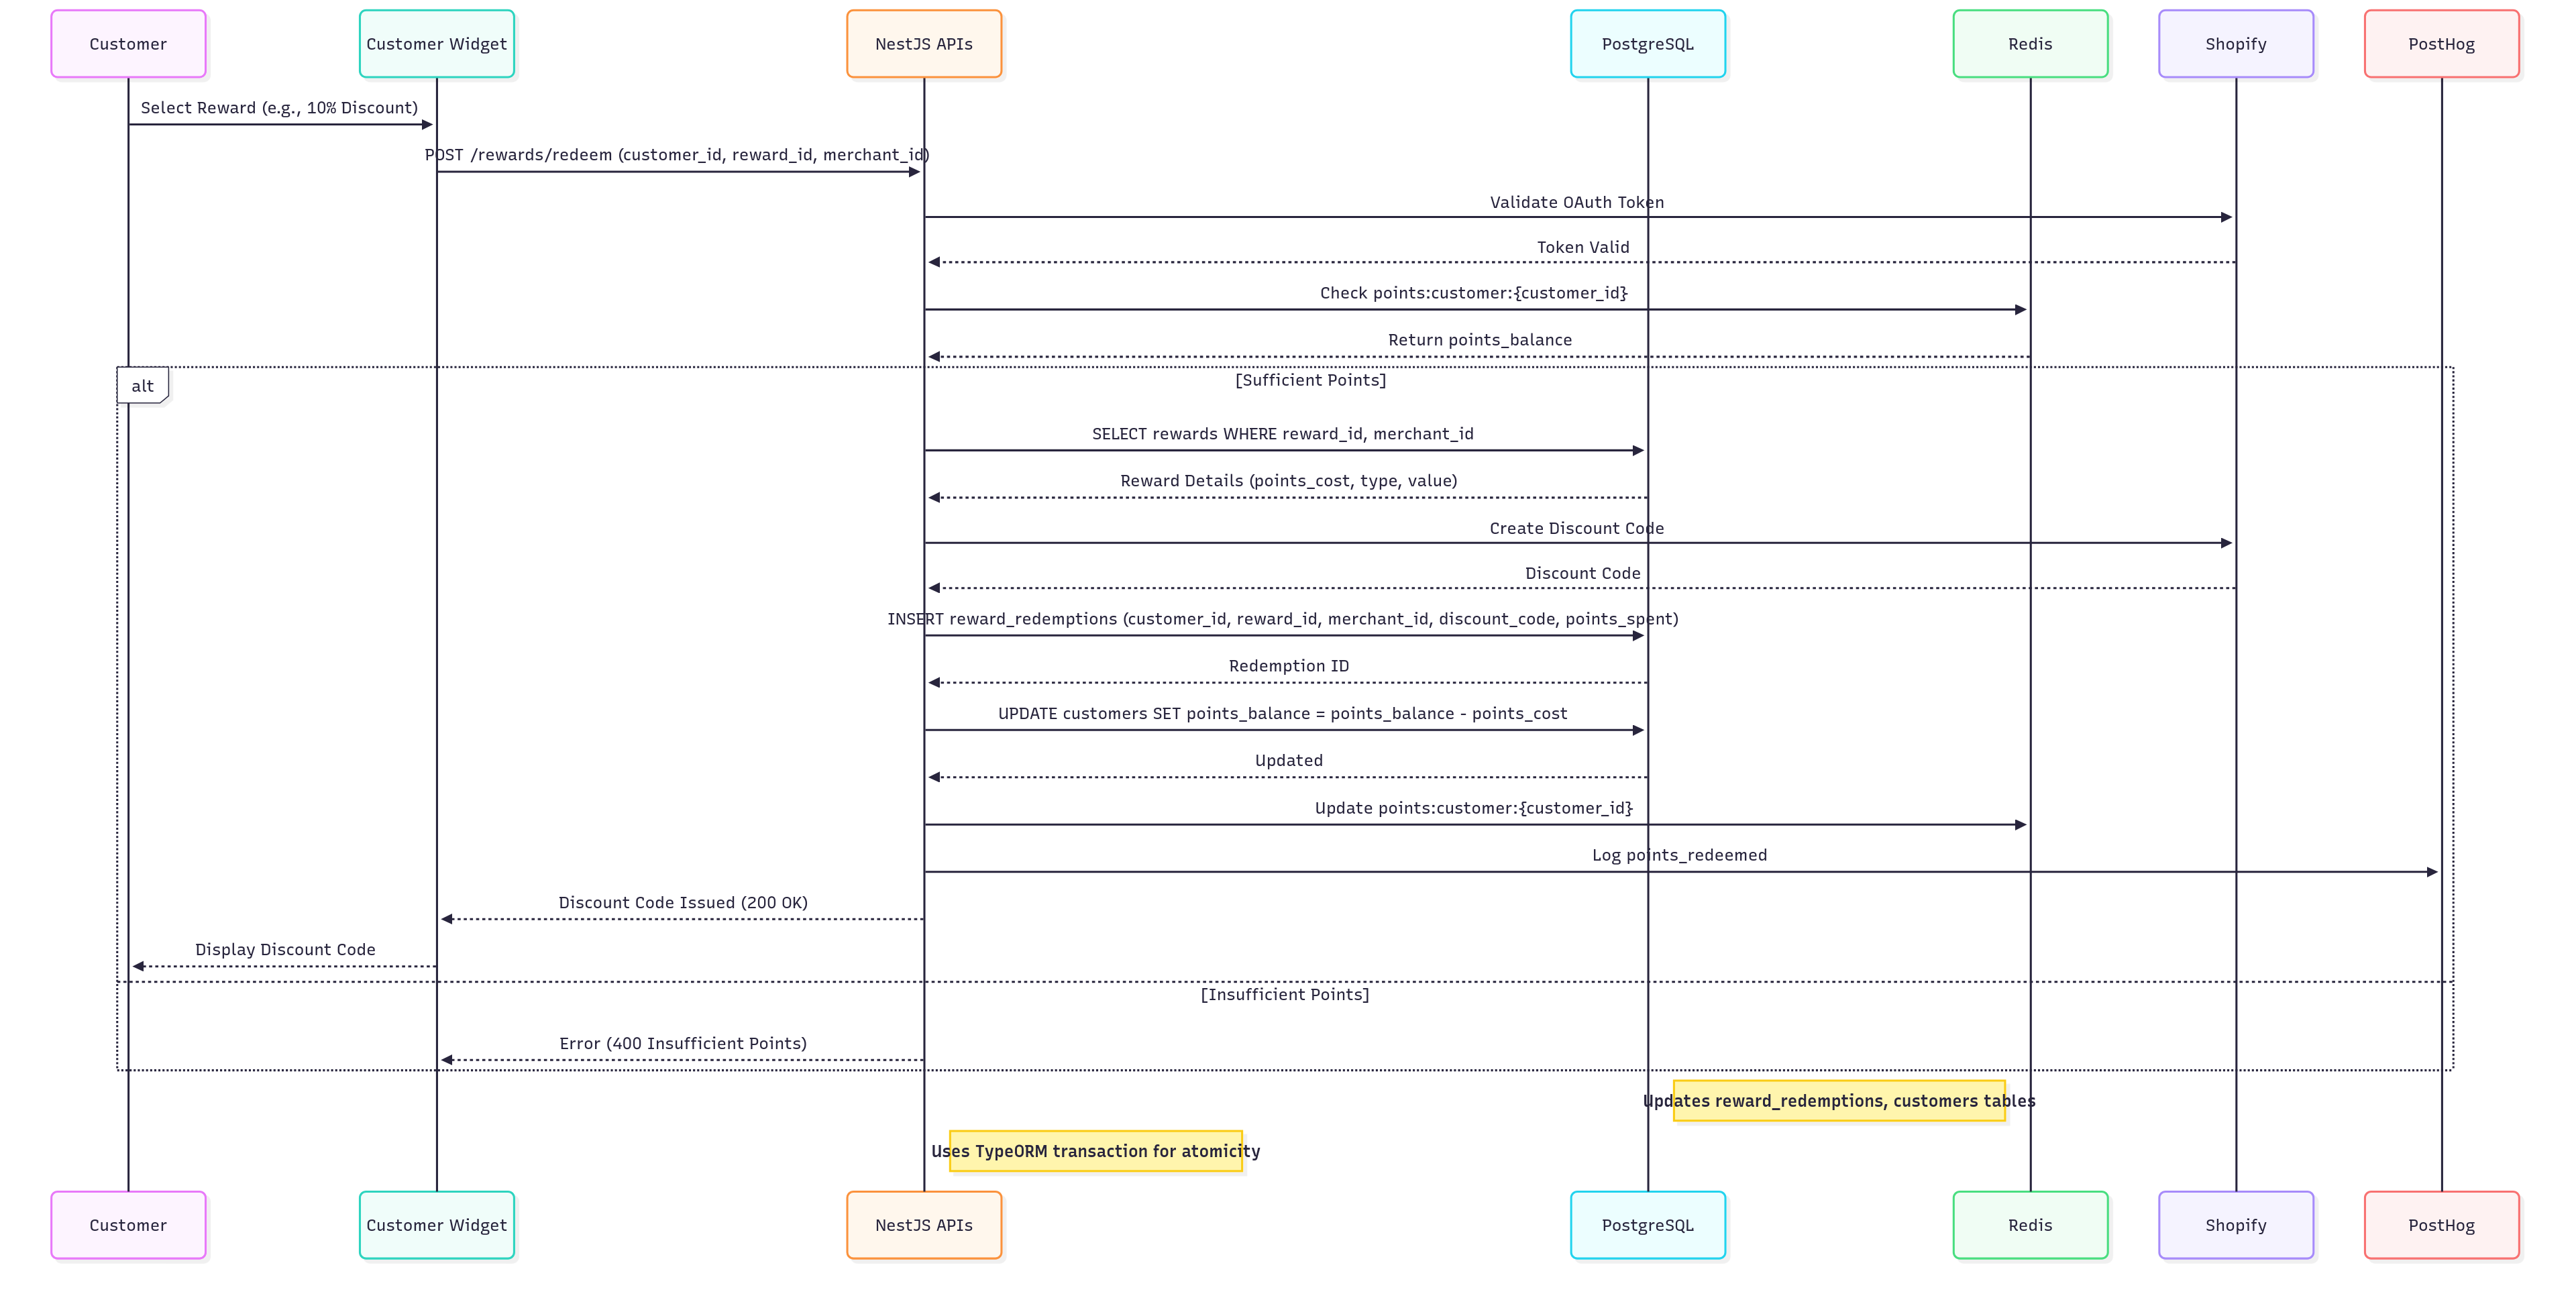 Customer
Customer Widget
NestJS APIs
PostgreSQL
Redis
Shopify
PostHog
Select Reward (e.g., 10% Discount)
POST /rewards/redeem (customer_id, reward_id, merchant_id)
Validate OAuth Token
Token Valid
Check points:customer:{customer_id}
Return points_balance
alt
[Sufficient Points]
SELECT rewards WHERE reward_id, merchant_id
Reward Details (points_cost, type, value)
Create Discount Code
Discount Code
INSERT reward_redemptions (customer_id, reward_id, merchant_id, discount_code, points_spent)
Redemption ID
UPDATE customers SET points_balance = points_balance - points_cost
Updated
Update points:customer:{customer_id}
Log points_redeemed
Discount Code Issued (200 OK)
Display Discount Code
[Insufficient Points]
Error (400 Insufficient Points)
Updates reward_redemptions, customers tables
Uses TypeORM transaction for atomicity
Customer
Customer Widget
NestJS APIs
PostgreSQL
Redis
Shopify
PostHog